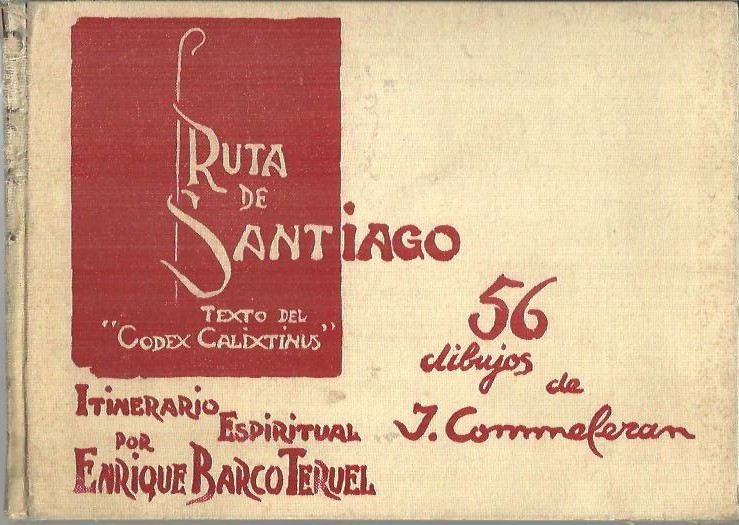 RUTA
DE
SANTIAGO
TEXTO DEL
"CODEX CALIXTINUS"
56
dibujos
de
J. Commeleran
ITINERARIO
ESPIRITUAL
POR
ENRIQUE BARCO TERUEL